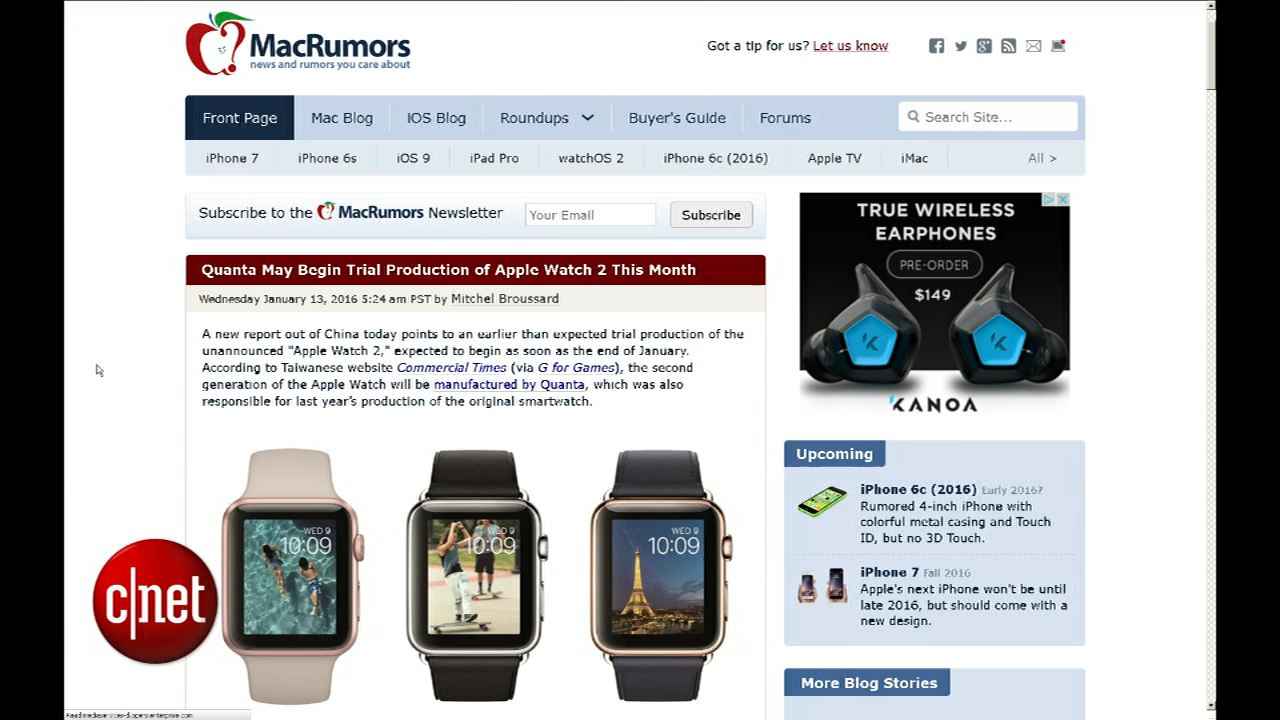 MacRumors
news and rumors you care about
Got a tip for us? Let us know
Front Page Mac Blog iOS Blog Roundups Buyer's Guide Forums Search Site...
iPhone 7 iPhone 6s iOS 9 iPad Pro watchOS 2 iPhone 6c (2016) Apple TV iMac All >
Subscribe to the MacRumors Newsletter Your Email Subscribe
Quanta May Begin Trial Production of Apple Watch 2 This Month
Wednesday January 13, 2016 5:24 am PST by Mitchel Broussard
A new report out of China today points to an earlier than expected trial production of the
unannounced "Apple Watch 2," expected to begin as soon as the end of January.
According to Taiwanese website Commercial Times (via G for Games), the second
generation of the Apple Watch will be manufactured by Quanta, which was also
responsible for last year's production of the original smartwatch.
WED 9
10:09
WED 9
10:09
WED 9
10:09
c|net
TRUE WIRELESS
EARPHONES
PRE-ORDER
$149
KANOA
Upcoming
iPhone 6c (2016) Early 2016?
Rumored 4-inch iPhone with
colorful metal casing and Touch
ID, but no 3D Touch.
iPhone 7 Fall 2016
Apple's next iPhone won't be until
late 2016, but should come with a
new design.
More Blog Stories